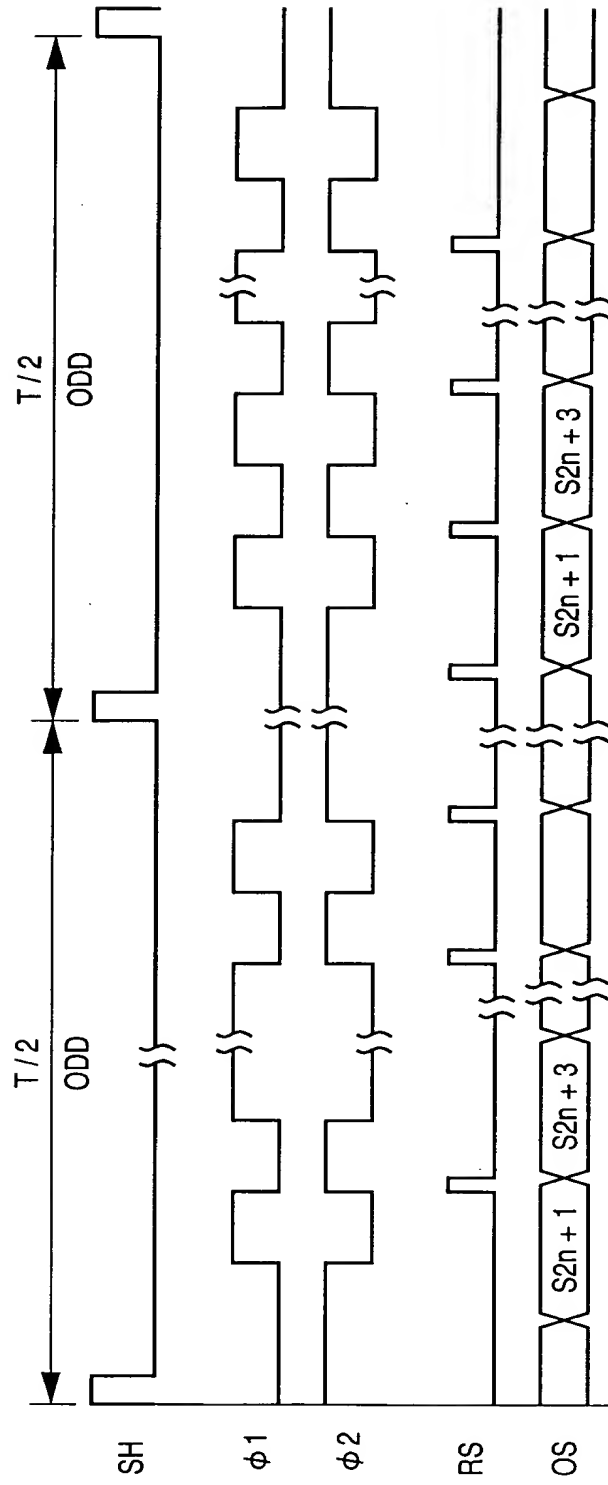 T/2
ODD
T/2
ODD
SH
φ1
φ2
RS
OS
S2n + 1
S2n + 3
S2n + 1
S2n + 3